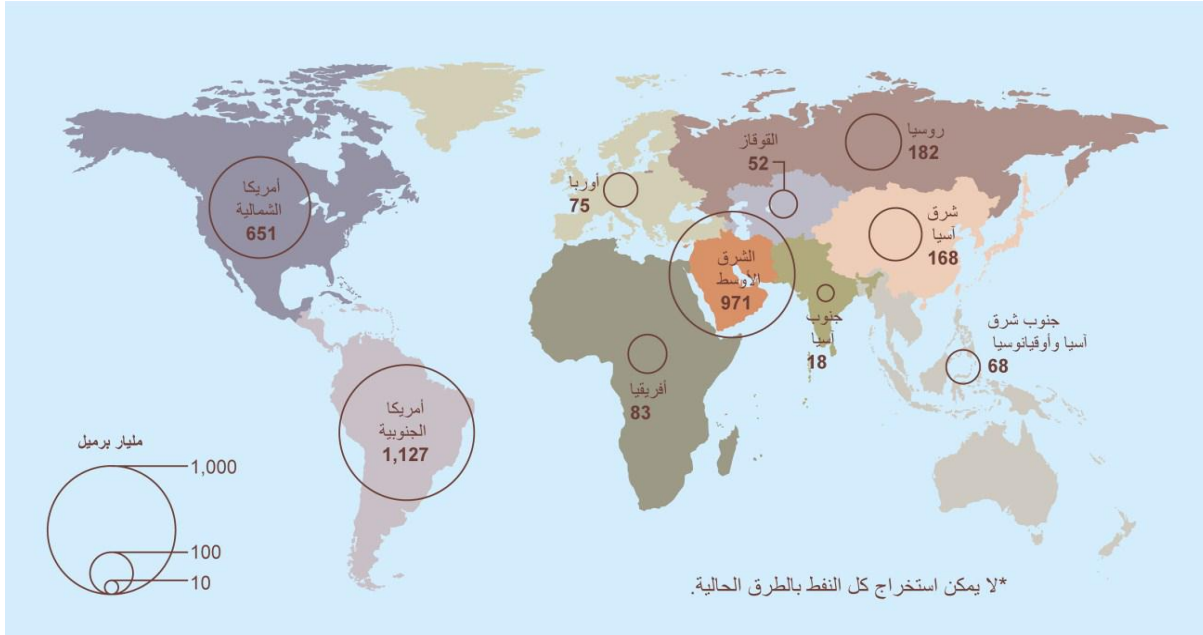 روسيا
182
القوقاز
52
أوربا
75
أمريكا
الشمالية
651
شرق
آسيا
168
الشرق
الأوسط
971
جنوب
آسيا
18
جنوب شرق
آسيا وأوقيانوسيا
68
أفريقيا
83
أمريكا
الجنوبية
1,127
مليار برميل
1,000
100
10
*لا يمكن استخراج كل النفط بالطرق الحالية.